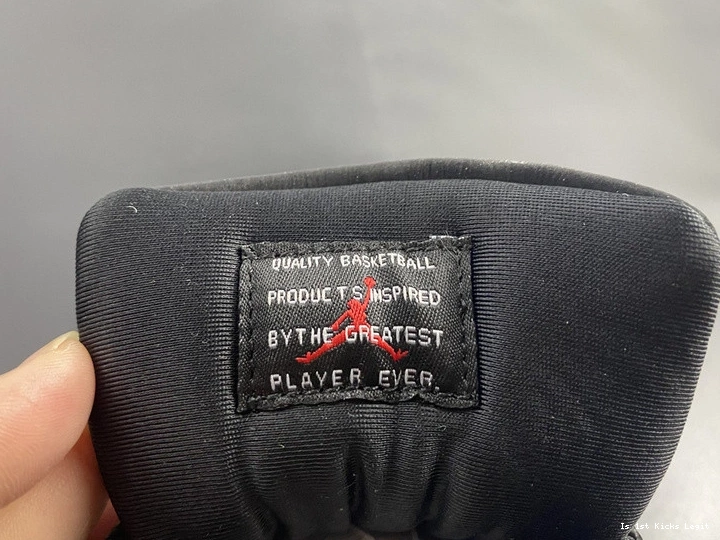 QUALITY BASKETBALL
PRODUCTS INSPIRED
BY THE GREATEST
PLAYER EVER.
Is 1st Kicks Legit